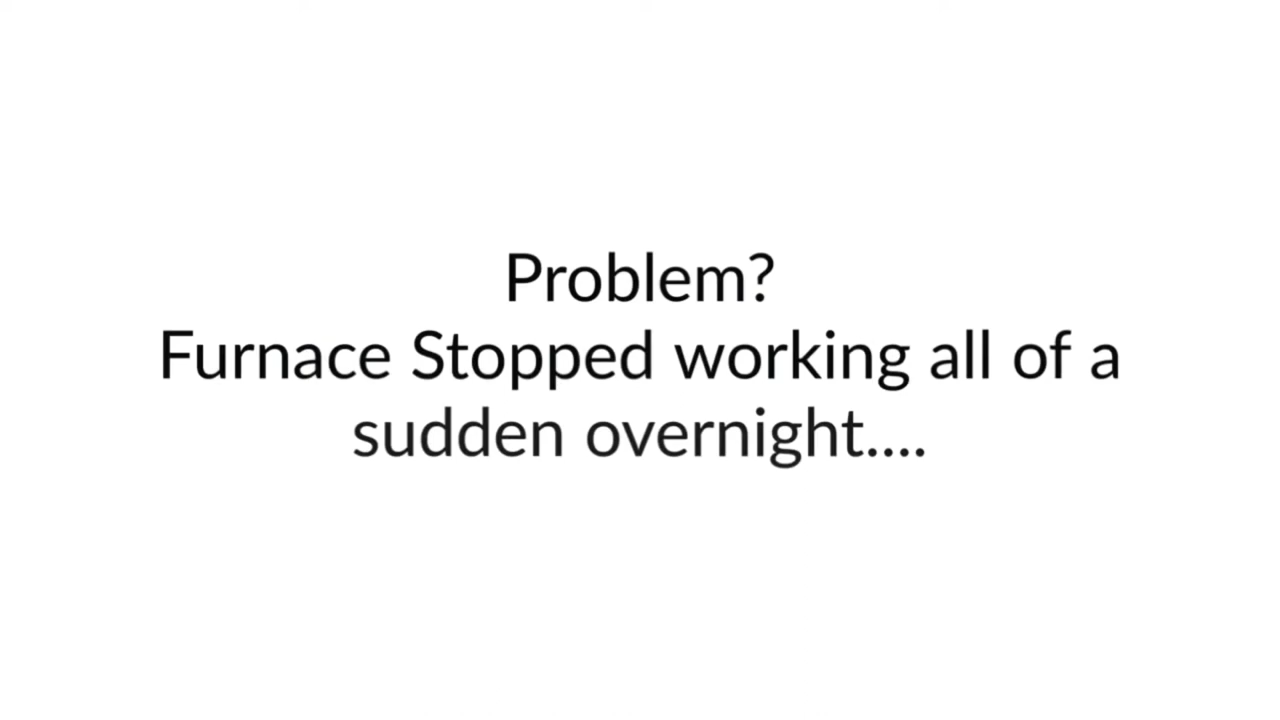 Problem?
Furnace Stopped working all of a
sudden overnight....